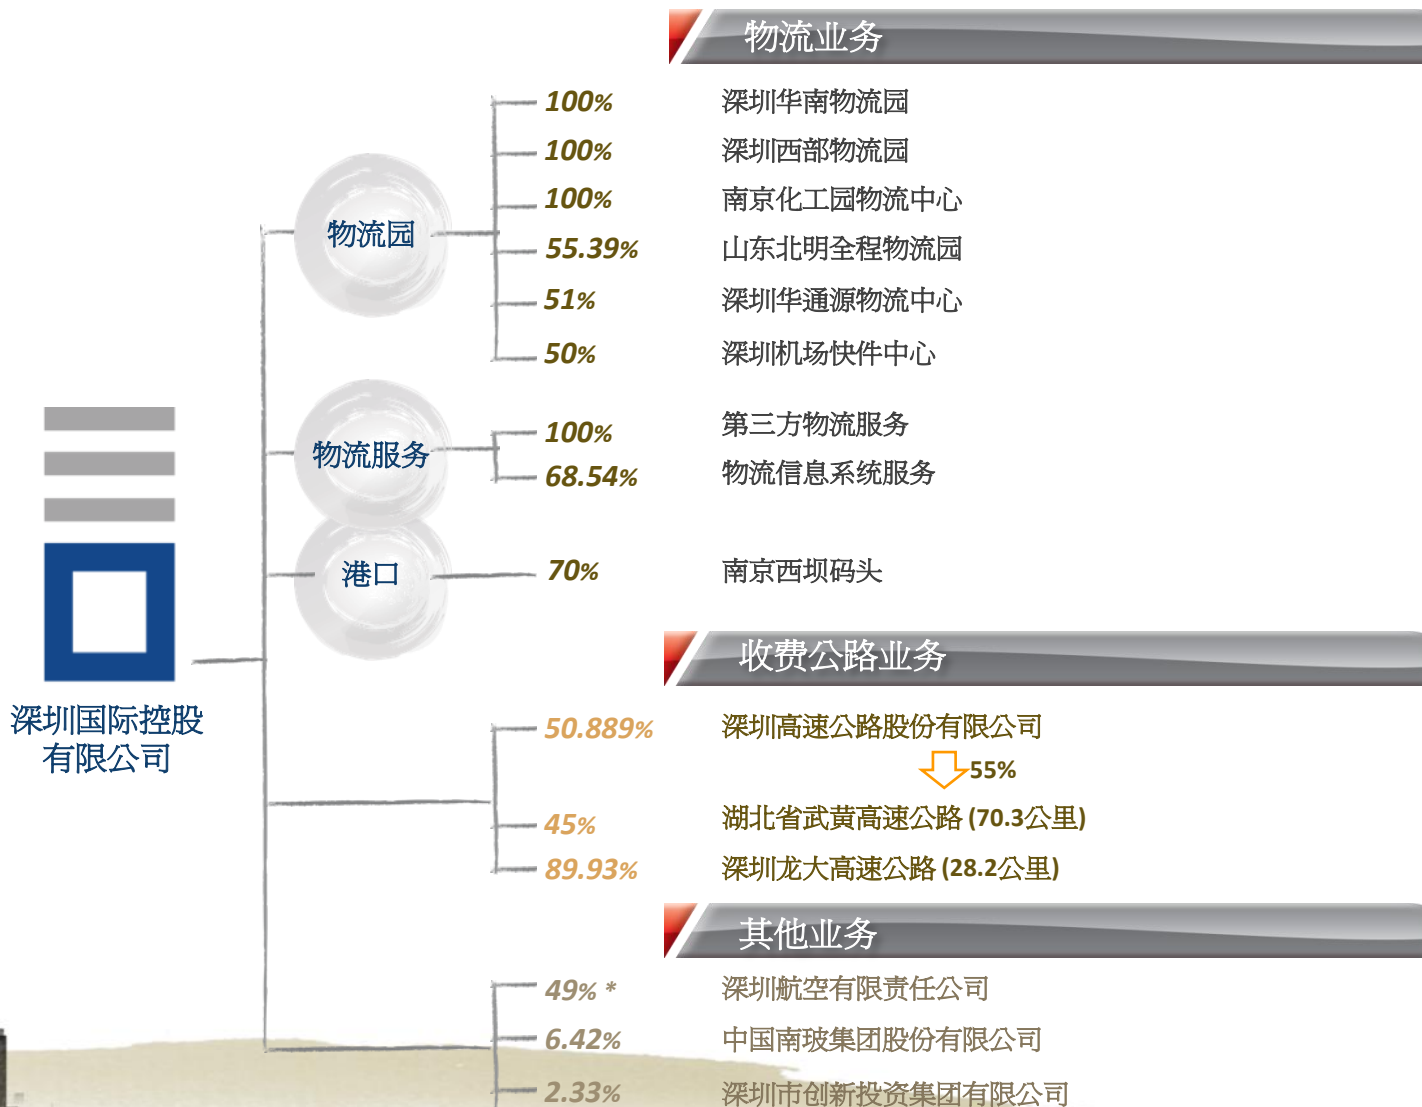 物流业务
100% 深圳华南物流园
100% 深圳西部物流园
100% 南京化工园物流中心
物流园
55.39% 山东北明全程物流园
51% 深圳华通源物流中心
50% 深圳机场快件中心
100% 第三方物流服务
物流服务
68.54% 物流信息系统服务
港口
70% 南京西坝码头
收费公路业务
深圳国际控股
有限公司
50.889% 深圳高速公路股份有限公司
55%
45% 湖北省武黄高速公路 (70.3公里)
89.93% 深圳龙大高速公路 (28.2公里)
其他业务
49% * 深圳航空有限责任公司
6.42% 中国南玻集团股份有限公司
2.33% 深圳市创新投资集团有限公司